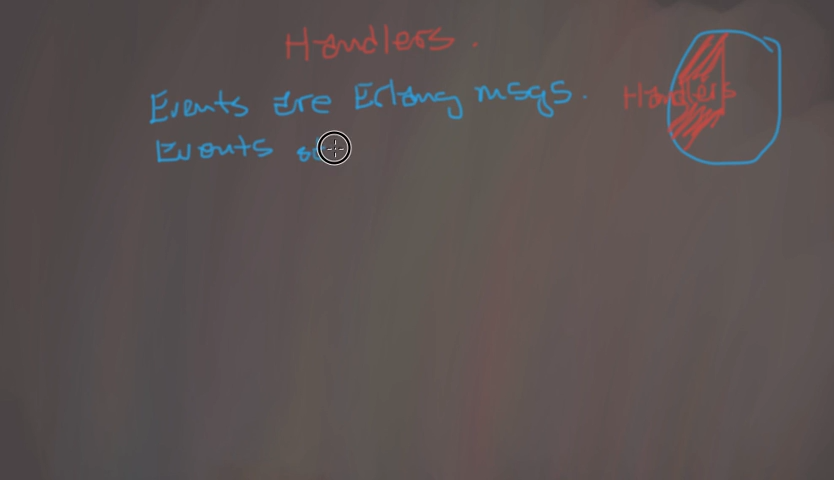 Handlers.
Events are Erlang msgs.
Handlers
Events